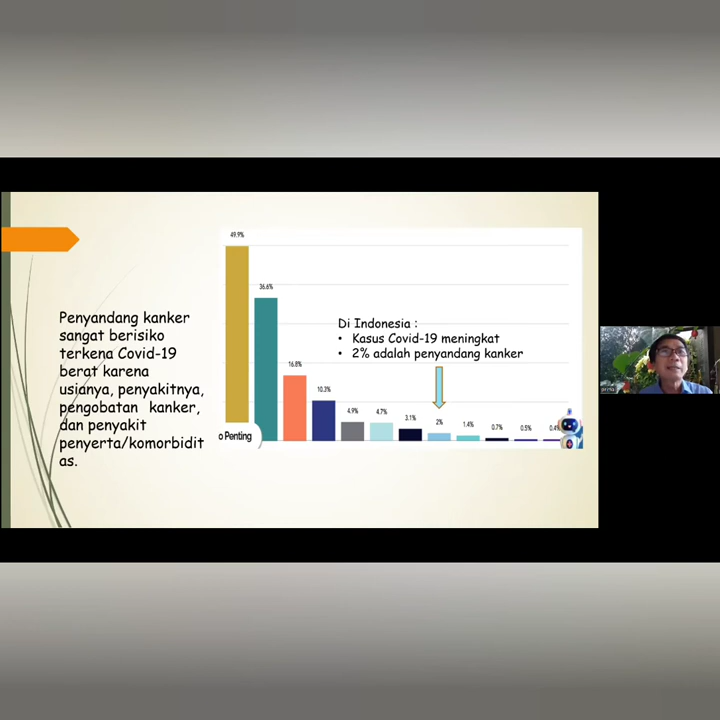 Penyandang kanker
sangat berisiko
terkena Covid-19
berat karena
usianya, penyakitnya,
pengobatan kanker,
dan penyakit
penyerta/komorbidit
as.
49.9%
36.6%
16.8%
10.3%
4.9%
4.7%
3.1%
2%
1.4%
0.7%
0.5%
0.4%
Di Indonesia :
• Kasus Covid-19 meningkat
• 2% adalah penyandang kanker
o Penting